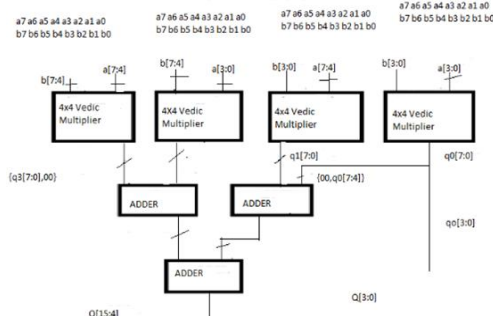 a7 a6 a5 a4 a3 a2 a1 a0
b7 b6 b5 b4 b3 b2 b1 b0
a7 a6 a5 a4 a3 a2 a1 a0
b7 b6 b5 b4 b3 b2 b1 b0
a7 a6 a5 a4 a3 a2 a1 a0
b7 b6 b5 b4 b3 b2 b1 b0
a7 a6 a5 a4 a3 a2 a1 a0
b7 b6 b5 b4 b3 b2 b1 b0
b[7:4]
a[7:4]
b[7:4]
a[3:0]
b[3:0]
a[7:4]
b[3:0]
a[3:0]
4x4 Vedic
Multiplier
4X4 Vedic
Multiplier
4x4 Vedic
Multiplier
4x4 Vedic
Multiplier
q1[7:0]
q0[7:0]
{q3[7:0],00}
{00,q0[7:4]}
ADDER
ADDER
qo[3:0]
ADDER
Q[3:0]
Q[15:4]